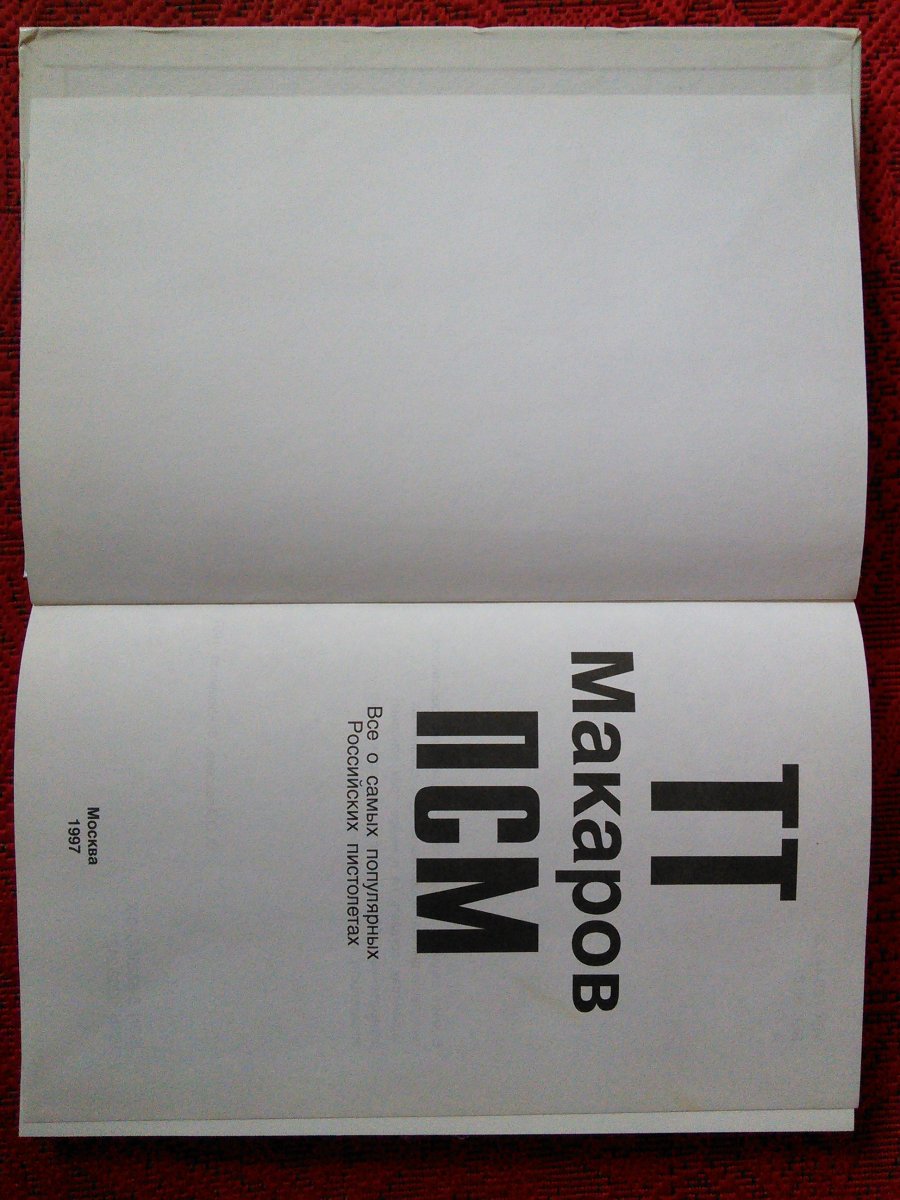 ТТ
Макаров
ПСМ
Все о самых популярных
Российских пистолетах
Москва
1997